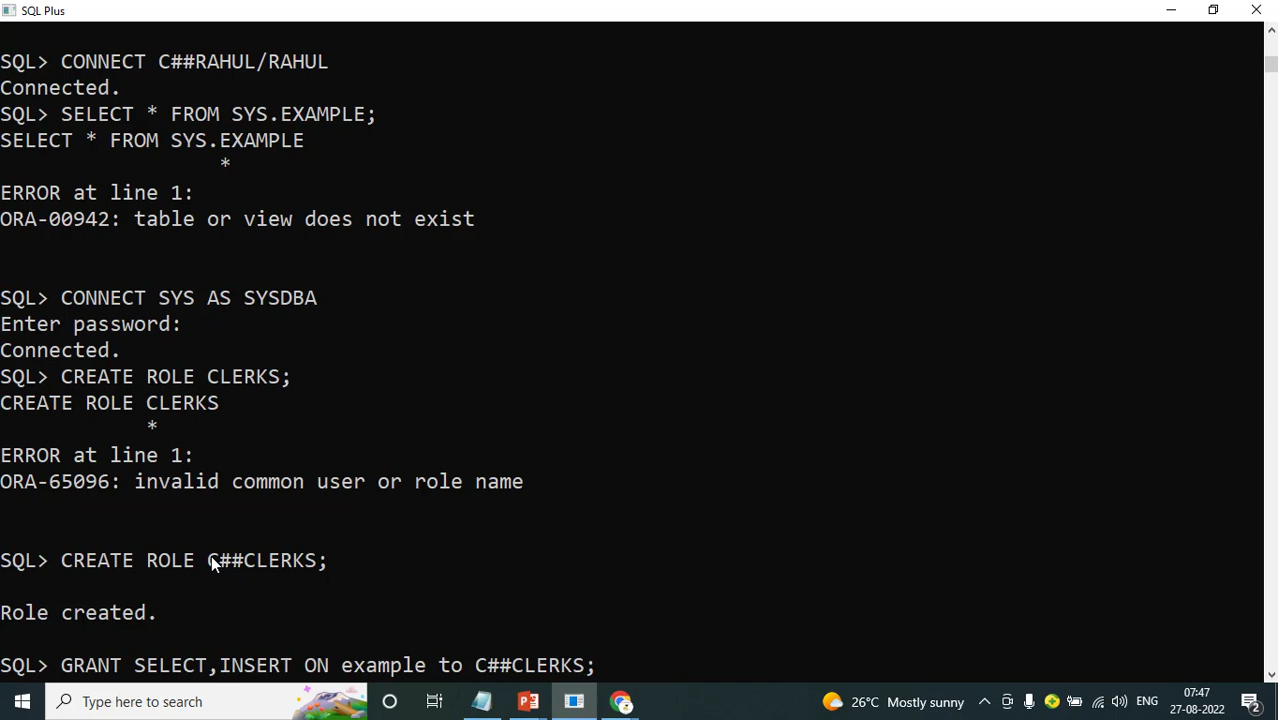 SQL Plus
SQL> CONNECT C##RAHUL/RAHUL
Connected.
SQL> SELECT * FROM SYS.EXAMPLE;
SELECT * FROM SYS.EXAMPLE
*
ERROR at line 1:
ORA-00942: table or view does not exist
SQL> CONNECT SYS AS SYSDBA
Enter password:
Connected.
SQL> CREATE ROLE CLERKS;
CREATE ROLE CLERKS
*
ERROR at line 1:
ORA-65096: invalid common user or role name
SQL> CREATE ROLE C##CLERKS;
Role created.
SQL> GRANT SELECT,INSERT ON example to C##CLERKS;
Type here to search
26°C Mostly sunny
ENG
07:47
27-08-2022
2